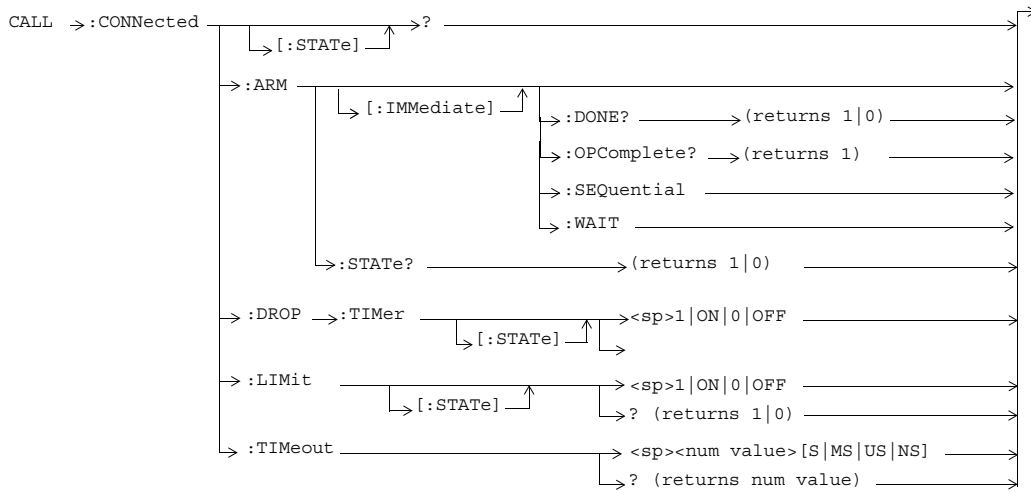 CALL :CONNected ?
[:STATe]
:ARM
[:IMMediate]
:DONE? (returns 1|0)
:OPComplete? (returns 1)
:SEQuential
:WAIT
:STATe? (returns 1|0)
:DROP :TIMer <sp>1|ON|0|OFF
[:STATe]
:LIMit <sp>1|ON|0|OFF
[:STATe]
? (returns 1|0)
:TIMeout <sp><num value>[S|MS|US|NS]
? (returns num value)